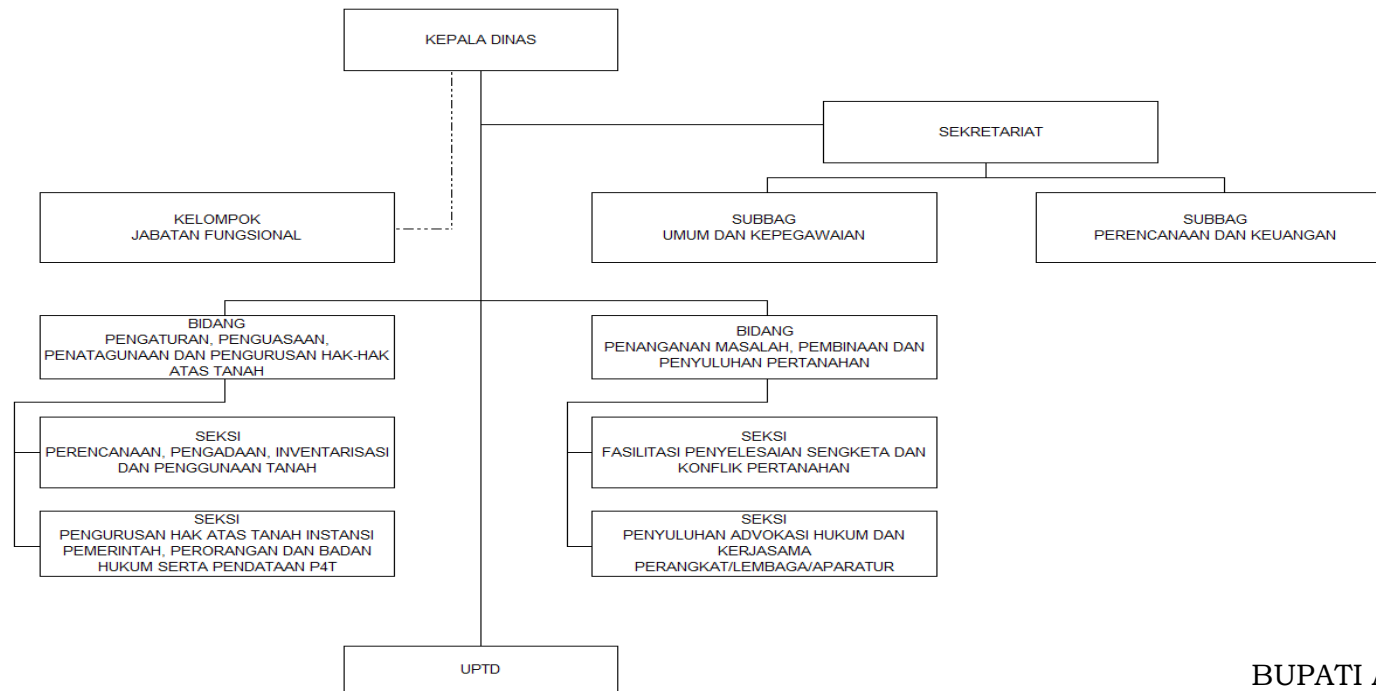 KEPALA DINAS
SEKRETARIAT
KELOMPOK
JABATAN FUNGSIONAL
SUBBAG
UMUM DAN KEPEGAWAIAN
SUBBAG
PERENCANAAN DAN KEUANGAN
BIDANG
PENGATURAN, PENGUASAAN,
PENATAGUNAAN DAN PENGURUSAN HAK-HAK
ATAS TANAH
BIDANG
PENANGANAN MASALAH, PEMBINAAN DAN
PENYULUHAN PERTANAHAN
SEKSI
PERENCANAAN, PENGADAAN, INVENTARISASI
DAN PENGGUNAAN TANAH
SEKSI
FASILITASI PENYELESAIAN SENGKETA DAN
KONFLIK PERTANAHAN
SEKSI
PENGURUSAN HAK ATAS TANAH INSTANSI
PEMERINTAH, PERORANGAN DAN BADAN
HUKUM SERTA PENDATAAN P4T
SEKSI
PENYULUHAN ADVOKASI HUKUM DAN
KERJASAMA
PERANGKAT/LEMBAGA/APARATUR
UPTD
BUPATI